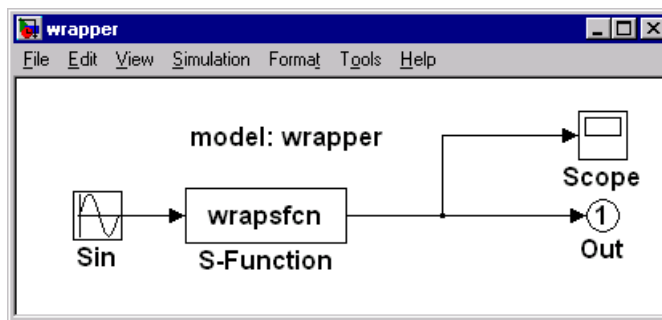 wrapper
File Edit View Simulation Format Tools Help
model: wrapper
Scope
wrapsfcn
1
Sin
S-Function
Out